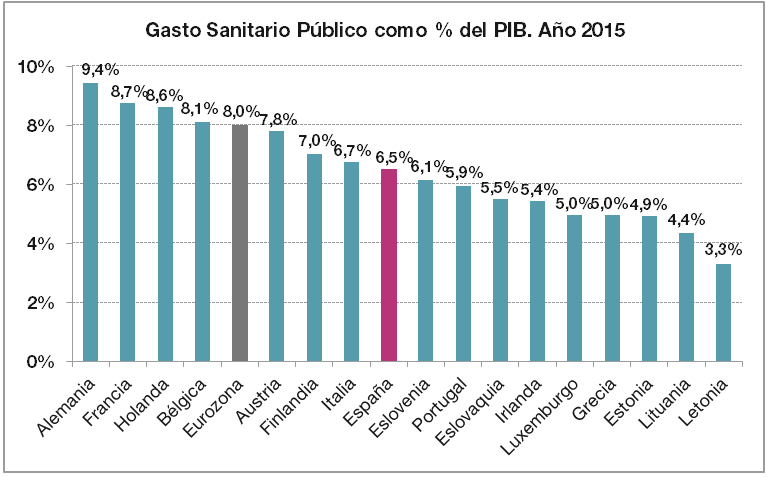 Gasto Sanitario Público como % del PIB. Año 2015
10%
8%
6%
4%
2%
0%
9,4%
8,7%
8,6%
8,1%
8,0%
7,8%
7,0%
6,7%
6,5%
6,1%
5,9%
5,5%
5,4%
5,0%
5,0%
4,9%
4,4%
3,3%
Alemania
Francia
Holanda
Bélgica
Eurozona
Austria
Finlandia
Italia
España
Eslovenia
Portugal
Eslovaquia
Irlanda
Luxemburgo
Grecia
Estonia
Lituania
Letonia